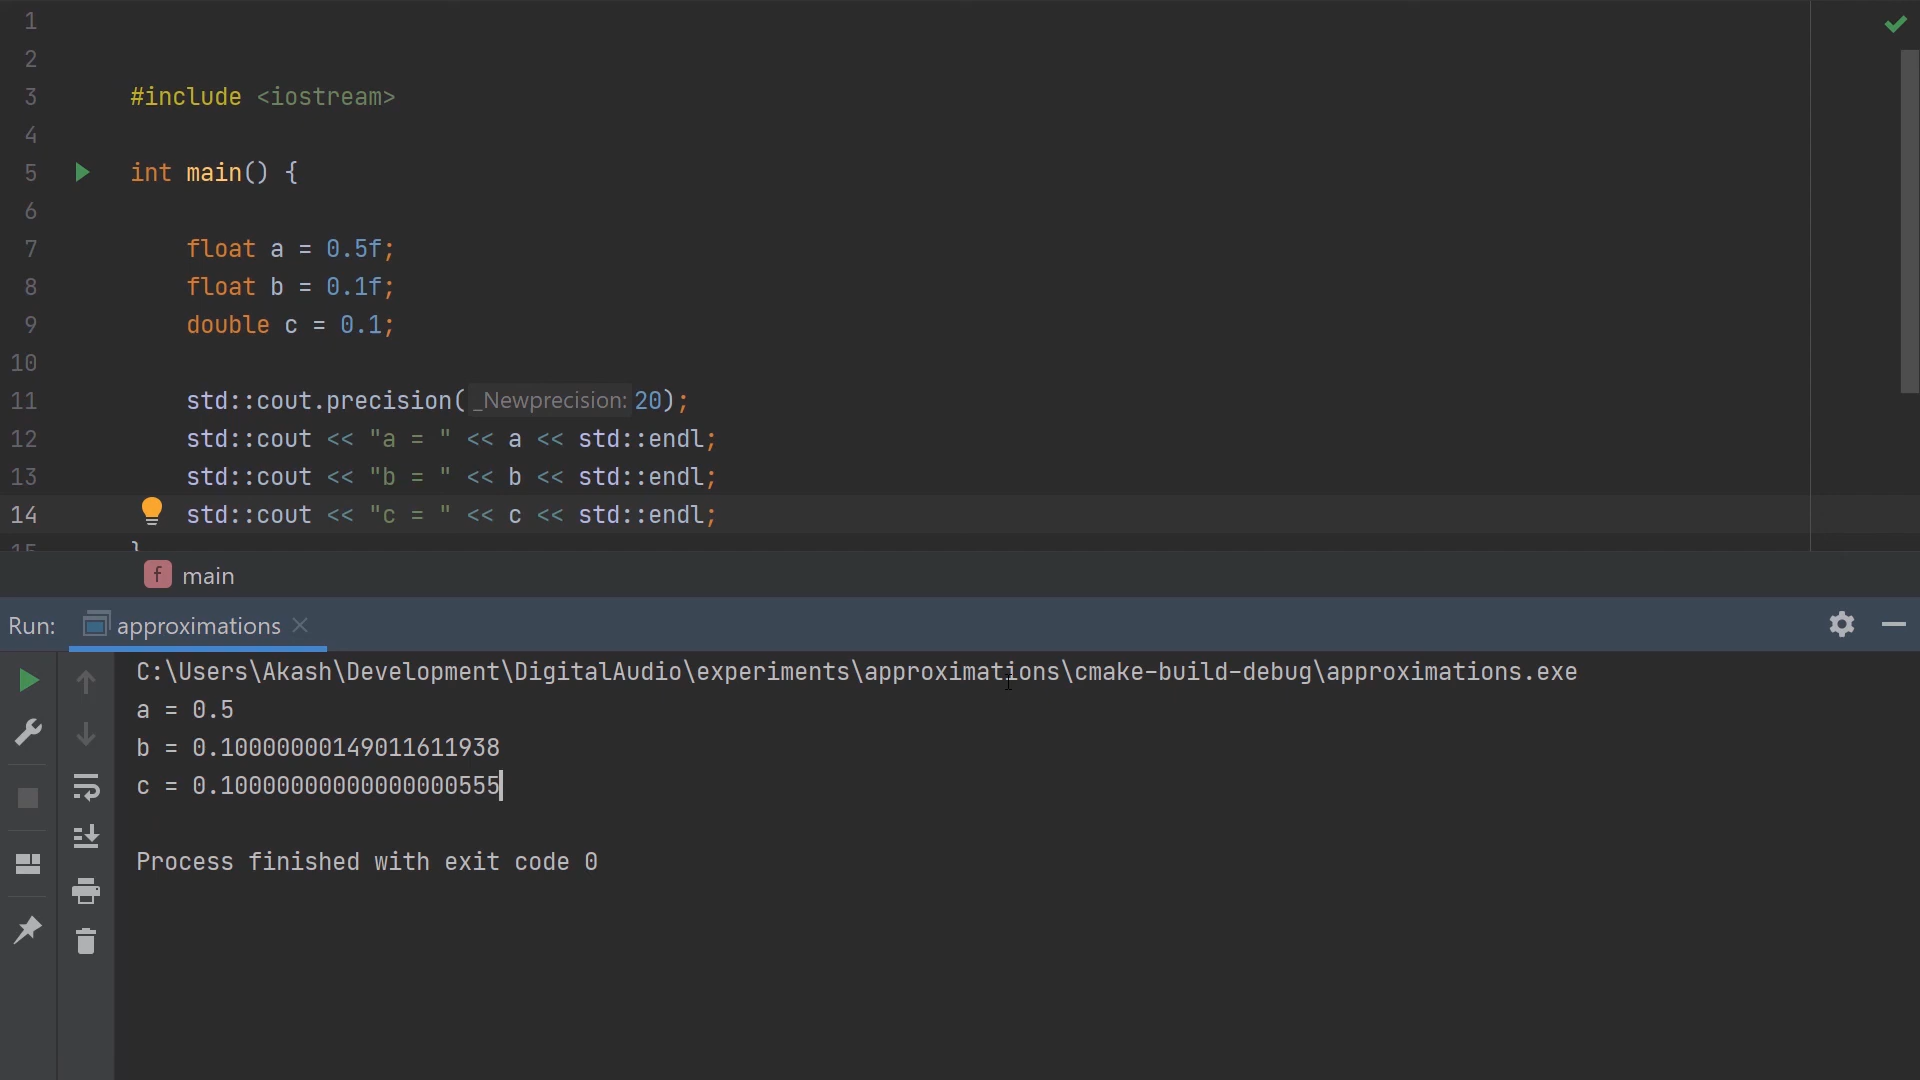 1
2
3 #include <iostream>
4
5 int main() {
6
7 float a = 0.5f;
8 float b = 0.1f;
9 double c = 0.1;
10
11 std::cout.precision( _Newprecision: 20);
12 std::cout << "a = " << a << std::endl;
13 std::cout << "b = " << b << std::endl;
14 std::cout << "c = " << c << std::endl;
15 }
f main
Run: approximations
C:\Users\Akash\Development\DigitalAudio\experiments\approximations\cmake-build-debug\approximations.exe
a = 0.5
b = 0.10000000149011611938
c = 0.10000000000000000555
Process finished with exit code 0